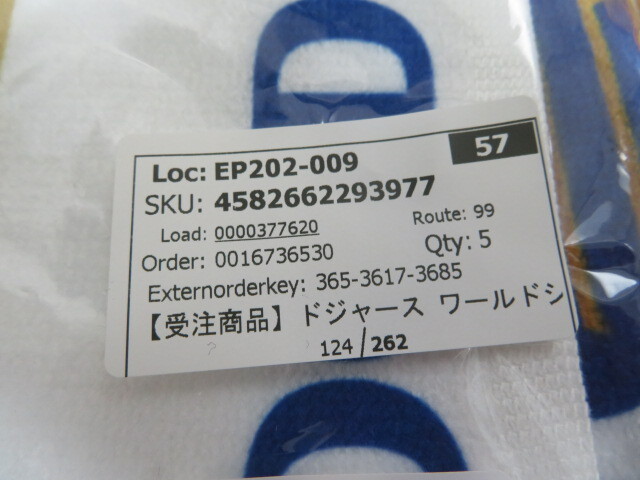 D
57
Loc: EP202-009
SKU: 4582662293977
Load: 0000377620
Route: 99
Order: 0016736530
Qty: 5
Externorderkey: 365-3617-3685
【受注商品】ドジャース ワールドシ
124/262